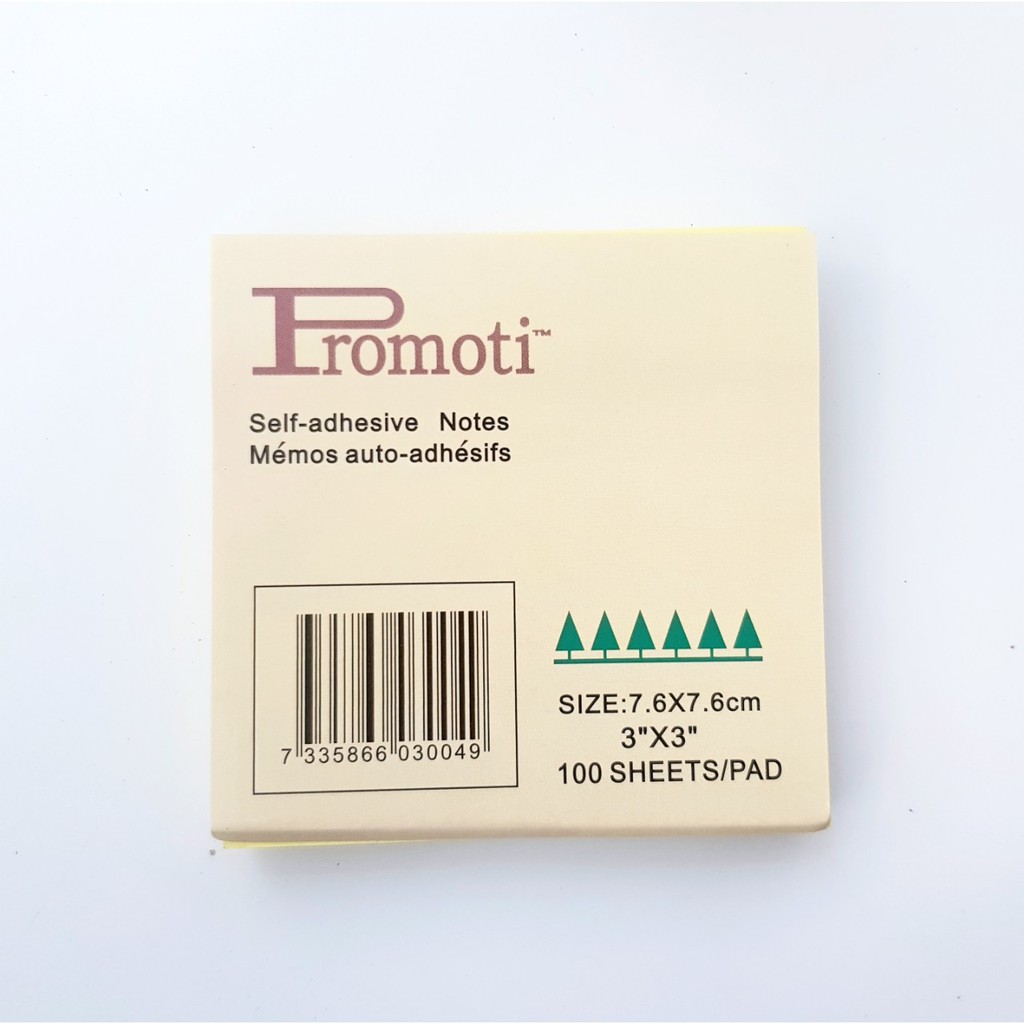 Promoti™
Self-adhesive Notes
Mémos auto-adhésifs
7 335866 030049
SIZE:7.6X7.6cm
3"X3"
100 SHEETS/PAD